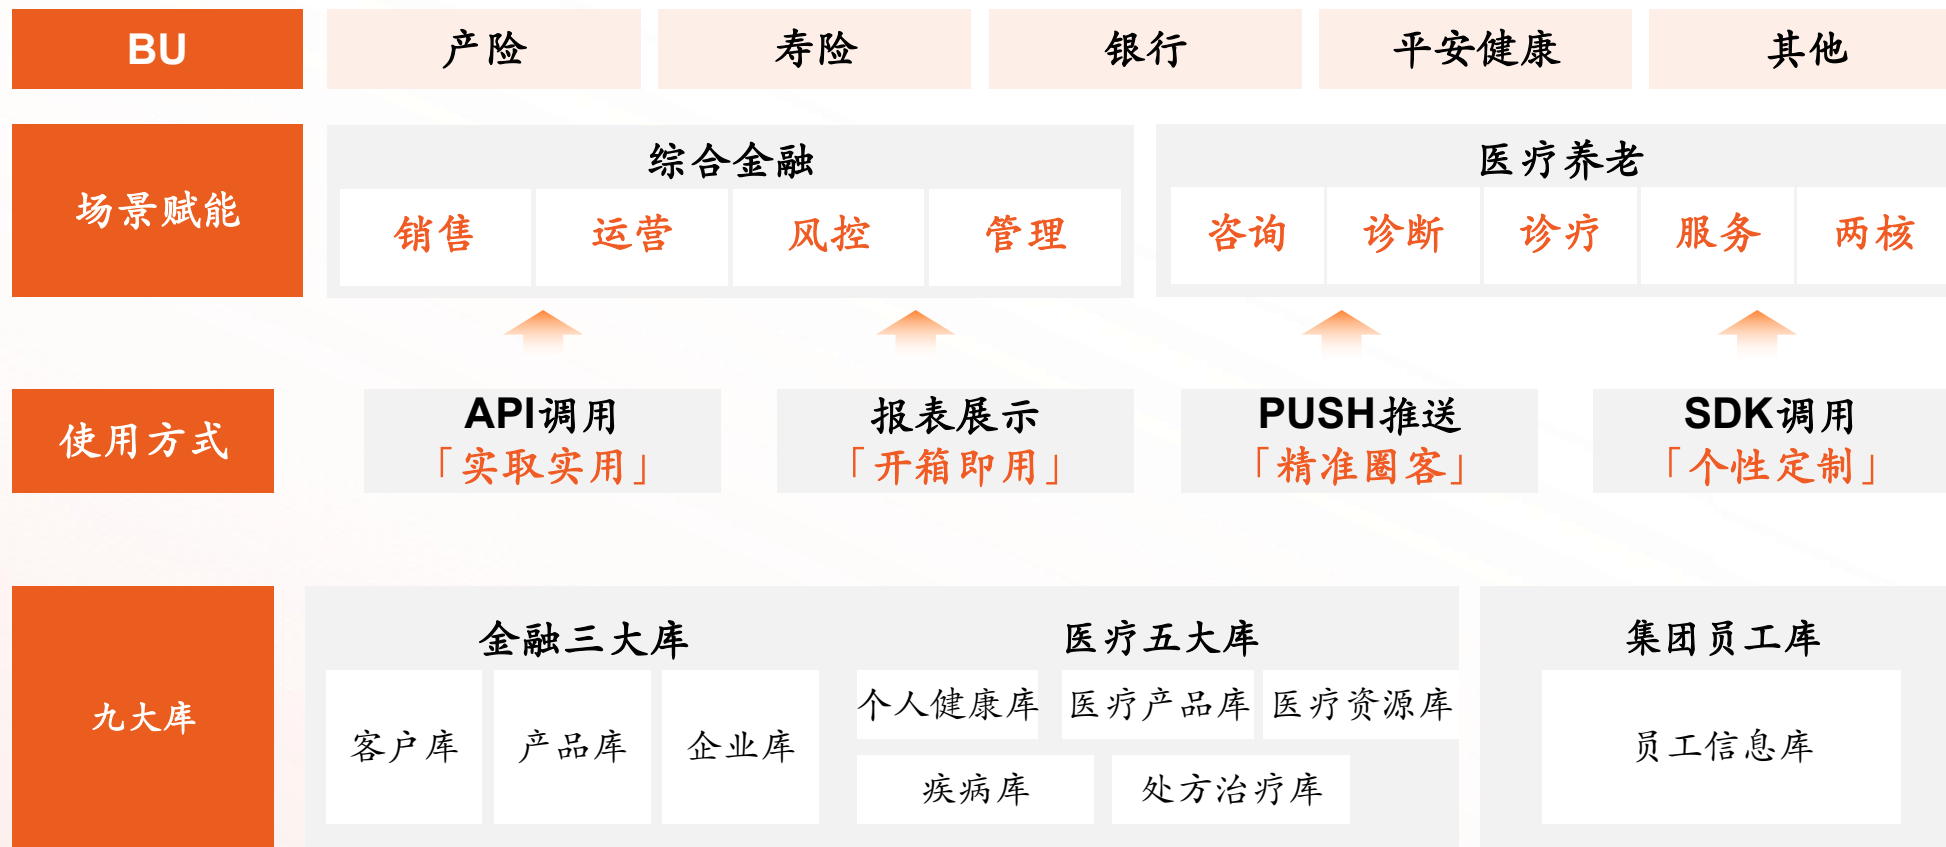 BU
产险
寿险
银行
平安健康
其他
场景赋能
综合金融
销售
运营
风控
管理
医疗养老
咨询
诊断
诊疗
服务
两核
使用方式
API调用
「实取实用」
报表展示
「开箱即用」
PUSH推送
「精准圈客」
SDK调用
「个性定制」
九大库
金融三大库
客户库
产品库
企业库
医疗五大库
个人健康库
医疗产品库
医疗资源库
疾病库
处方治疗库
集团员工库
员工信息库